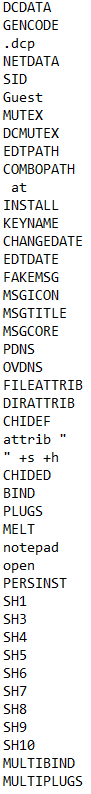 DCDATA
GENCODE
.dcp
NETDATA
SID
Guest
MUTEX
DCMUTEX
EDTPATH
COMBOPATH
 at
INSTALL
KEYNAME
CHANGEDATE
EDTDATE
FAKEMSG
MSGICON
MSGTITLE
MSGCORE
PDNS
OVDNS
FILEATTRIB
DIRATTRIB
CHIDEF
attrib "
" +s +h
CHIDED
BIND
PLUGS
MELT
notepad
open
PERSINST
SH1
SH3
SH4
SH5
SH6
SH7
SH8
SH9
SH10
MULTIBIND
MULTIPLUGS